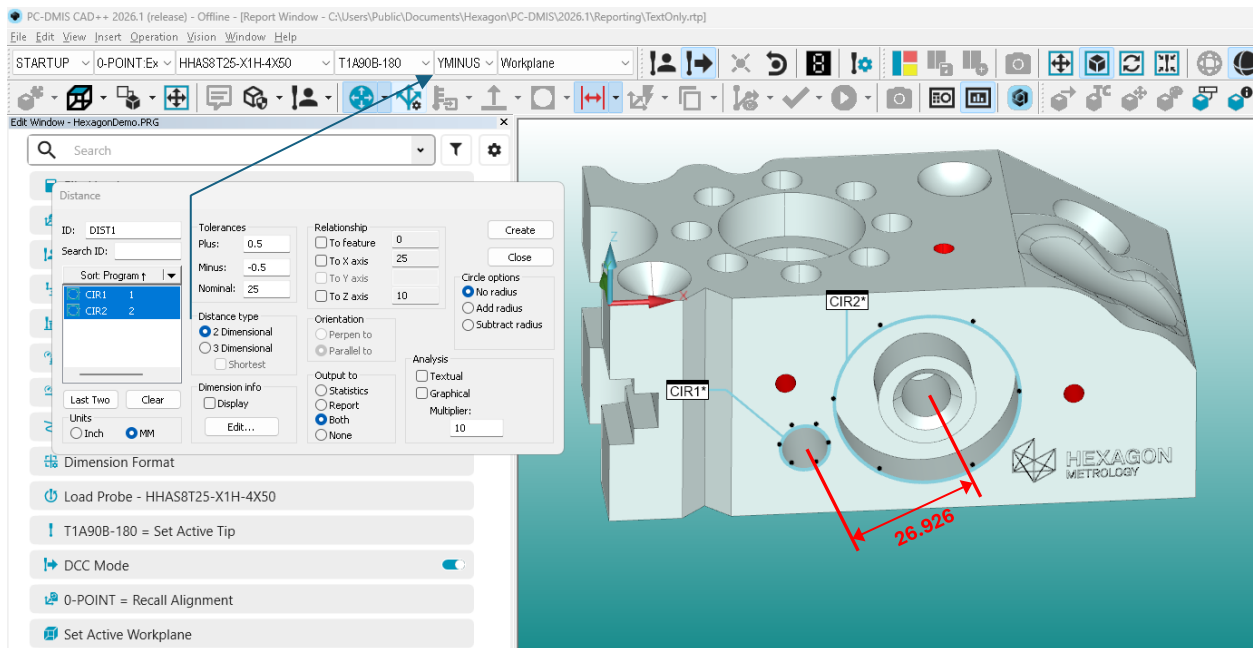 PC-DMIS CAD++ 2026.1 (release) - Offline - [Report Window - C:\Users\Public\Documents\Hexagon\PC-DMIS\2026.1\Reporting\TextOnly.rtp]
File Edit View Insert Operation Vision Window Help
STARTUP 0-POINT:Ex HHAS8T25-X1H-4X50 T1A90B-180 YMINUS Workplane
Edit Window - HexagonDemo.PRG
Search
Distance
ID: DIST1
Search ID:
Sort: Program ↑
CIR1 1
CIR2 2
Last Two Clear
Units
Inch MM
Tolerances
Plus: 0.5
Minus: -0.5
Nominal: 25
Distance type
2 Dimensional
3 Dimensional
Shortest
Dimension info
Display
Edit...
Relationship
To feature 0
To X axis 25
To Y axis
To Z axis 10
Orientation
Perpen to
Parallel to
Output to
Statistics
Report
Both
None
Create
Close
Circle options
No radius
Add radius
Subtract radius
Analysis
Textual
Graphical
Multiplier:
10
Dimension Format
Load Probe - HHAS8T25-X1H-4X50
T1A90B-180 = Set Active Tip
DCC Mode
0-POINT = Recall Alignment
Set Active Workplane
Z
X
CIR2*
CIR1*
HEXAGON
METROLOGY
26.926